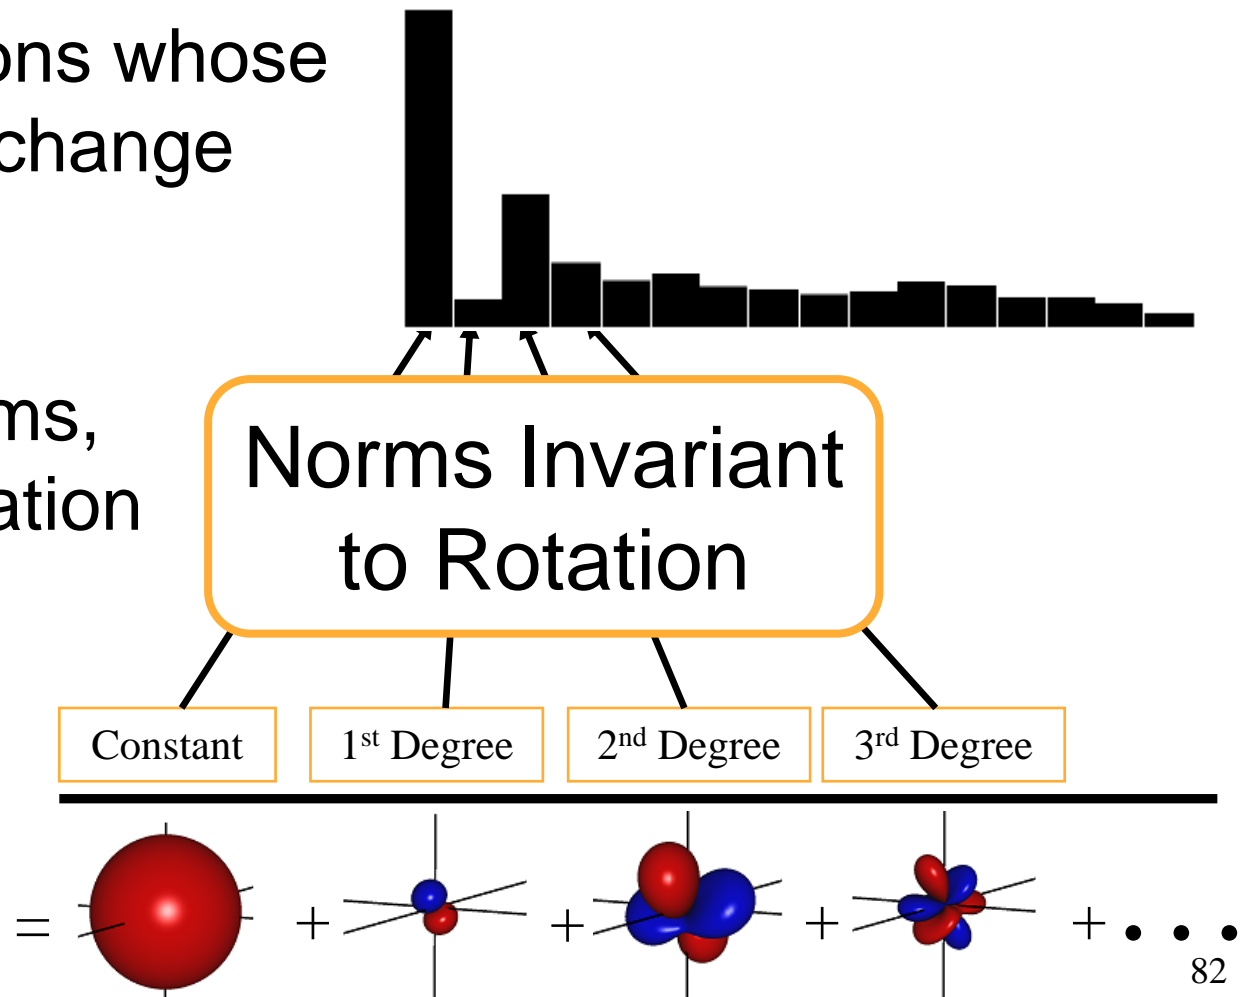 ons whose
change
ms,
ation
Norms Invariant
to Rotation
Constant
1st Degree
2nd Degree
3rd Degree
= + + + + • • •
82